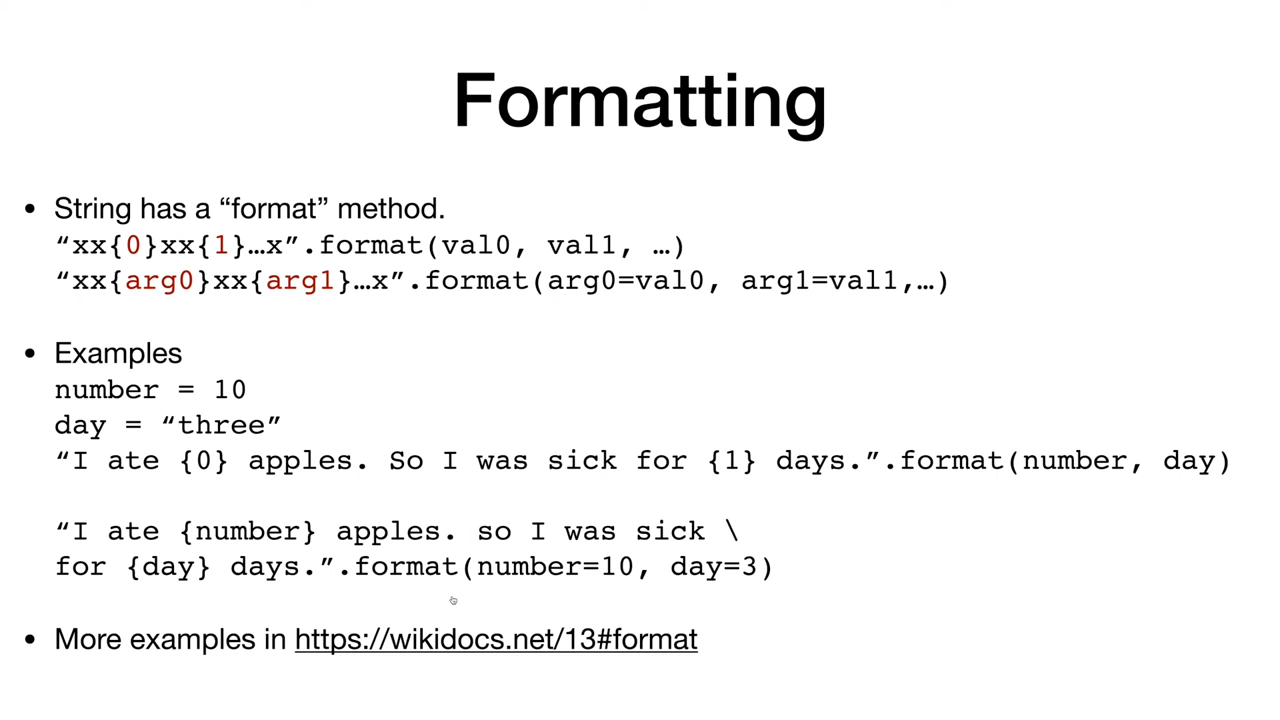 Formatting
• String has a “format” method.
“xx{0}xx{1}…x”.format(val0, val1, …)
“xx{arg0}xx{arg1}…x”.format(arg0=val0, arg1=val1,…)
• Examples
number = 10
day = “three”
“I ate {0} apples. So I was sick for {1} days.”.format(number, day)
“I ate {number} apples. so I was sick \
for {day} days.”.format(number=10, day=3)
• More examples in https://wikidocs.net/13#format